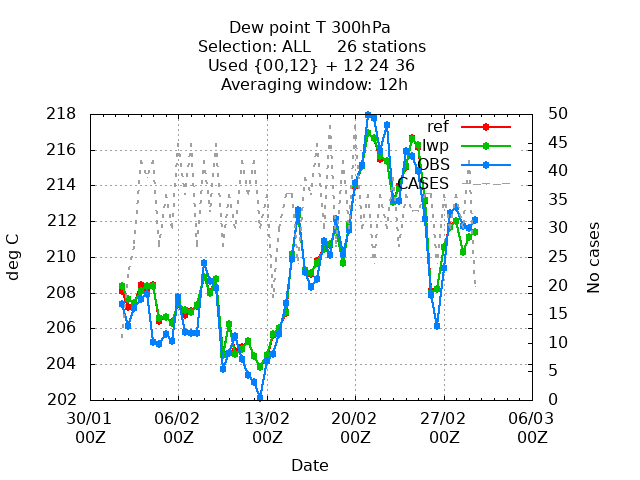 Dew point T 300hPa
Selection: ALL     26 stations
Used {00,12} + 12 24 36
Averaging window: 12h
218
216
214
212
210
208
206
204
202
deg C
50
45
40
35
30
25
20
15
10
5
0
No cases
ref
lwp
OBS
CASES
30/01 06/02 13/02 20/02 27/02 06/03
00Z 00Z 00Z 00Z 00Z 00Z
Date